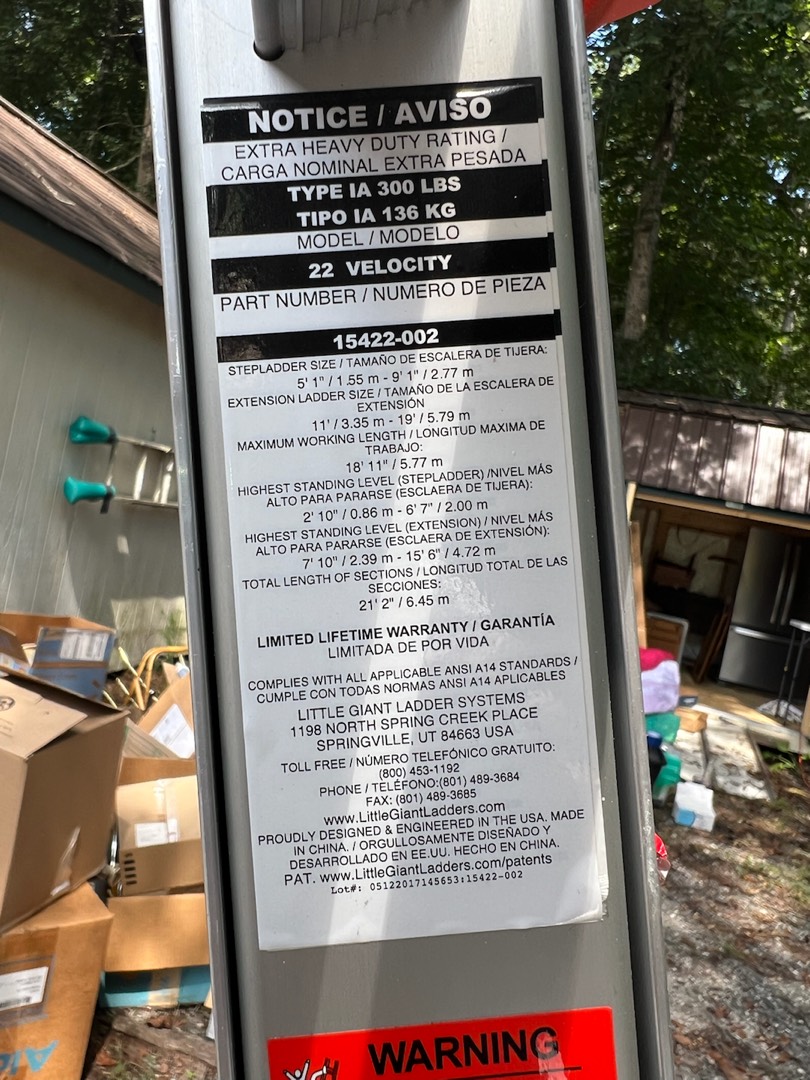 NOTICE / AVISO
EXTRA HEAVY DUTY RATING /
CARGA NOMINAL EXTRA PESADA
TYPE IA 300 LBS
TIPO IA 136 KG
MODEL / MODELO
22 VELOCITY
PART NUMBER / NUMERO DE PIEZA
15422-002
STEPLADDER SIZE / TAMAÑO DE ESCALERA DE TIJERA:
5' 1" / 1.55 m - 9' 1" / 2.77 m
EXTENSION LADDER SIZE / TAMAÑO DE LA ESCALERA DE
EXTENSIÓN
11' / 3.35 m - 19' / 5.79 m
MAXIMUM WORKING LENGTH / LONGITUD MAXIMA DE
TRABAJO:
18' 11" / 5.77 m
HIGHEST STANDING LEVEL (STEPLADDER) /NIVEL MÁS
ALTO PARA PARARSE (ESCLAERA DE TIJERA):
2' 10" / 0.86 m - 6' 7" / 2.00 m
HIGHEST STANDING LEVEL (EXTENSION) / NIVEL MÁS
ALTO PARA PARARSE (ESCLAERA DE EXTENSIÓN):
7' 10" / 2.39 m - 15' 6" / 4.72 m
TOTAL LENGTH OF SECTIONS / LONGITUD TOTAL DE LAS
SECCIONES:
21' 2" / 6.45 m
LIMITED LIFETIME WARRANTY / GARANTÍA
LIMITADA DE POR VIDA
COMPLIES WITH ALL APPLICABLE ANSI A14 STANDARDS /
CUMPLE CON TODAS NORMAS ANSI A14 APLICABLES
LITTLE GIANT LADDER SYSTEMS
1198 NORTH SPRING CREEK PLACE
SPRINGVILLE, UT 84663 USA
TOLL FREE / NÚMERO TELEFÓNICO GRATUITO:
(800) 453-1192
PHONE / TELÉFONO:(801) 489-3684
FAX: (801) 489-3685
www.LittleGiantLadders.com
PROUDLY DESIGNED & ENGINEERED IN THE USA. MADE
IN CHINA. / ORGULLOSAMENTE DISEÑADO Y
DESARROLLADO EN EE.UU. HECHO EN CHINA.
PAT. www.LittleGiantLadders.com/patents
Lot#: 05122017145653:15422-002
WARNING